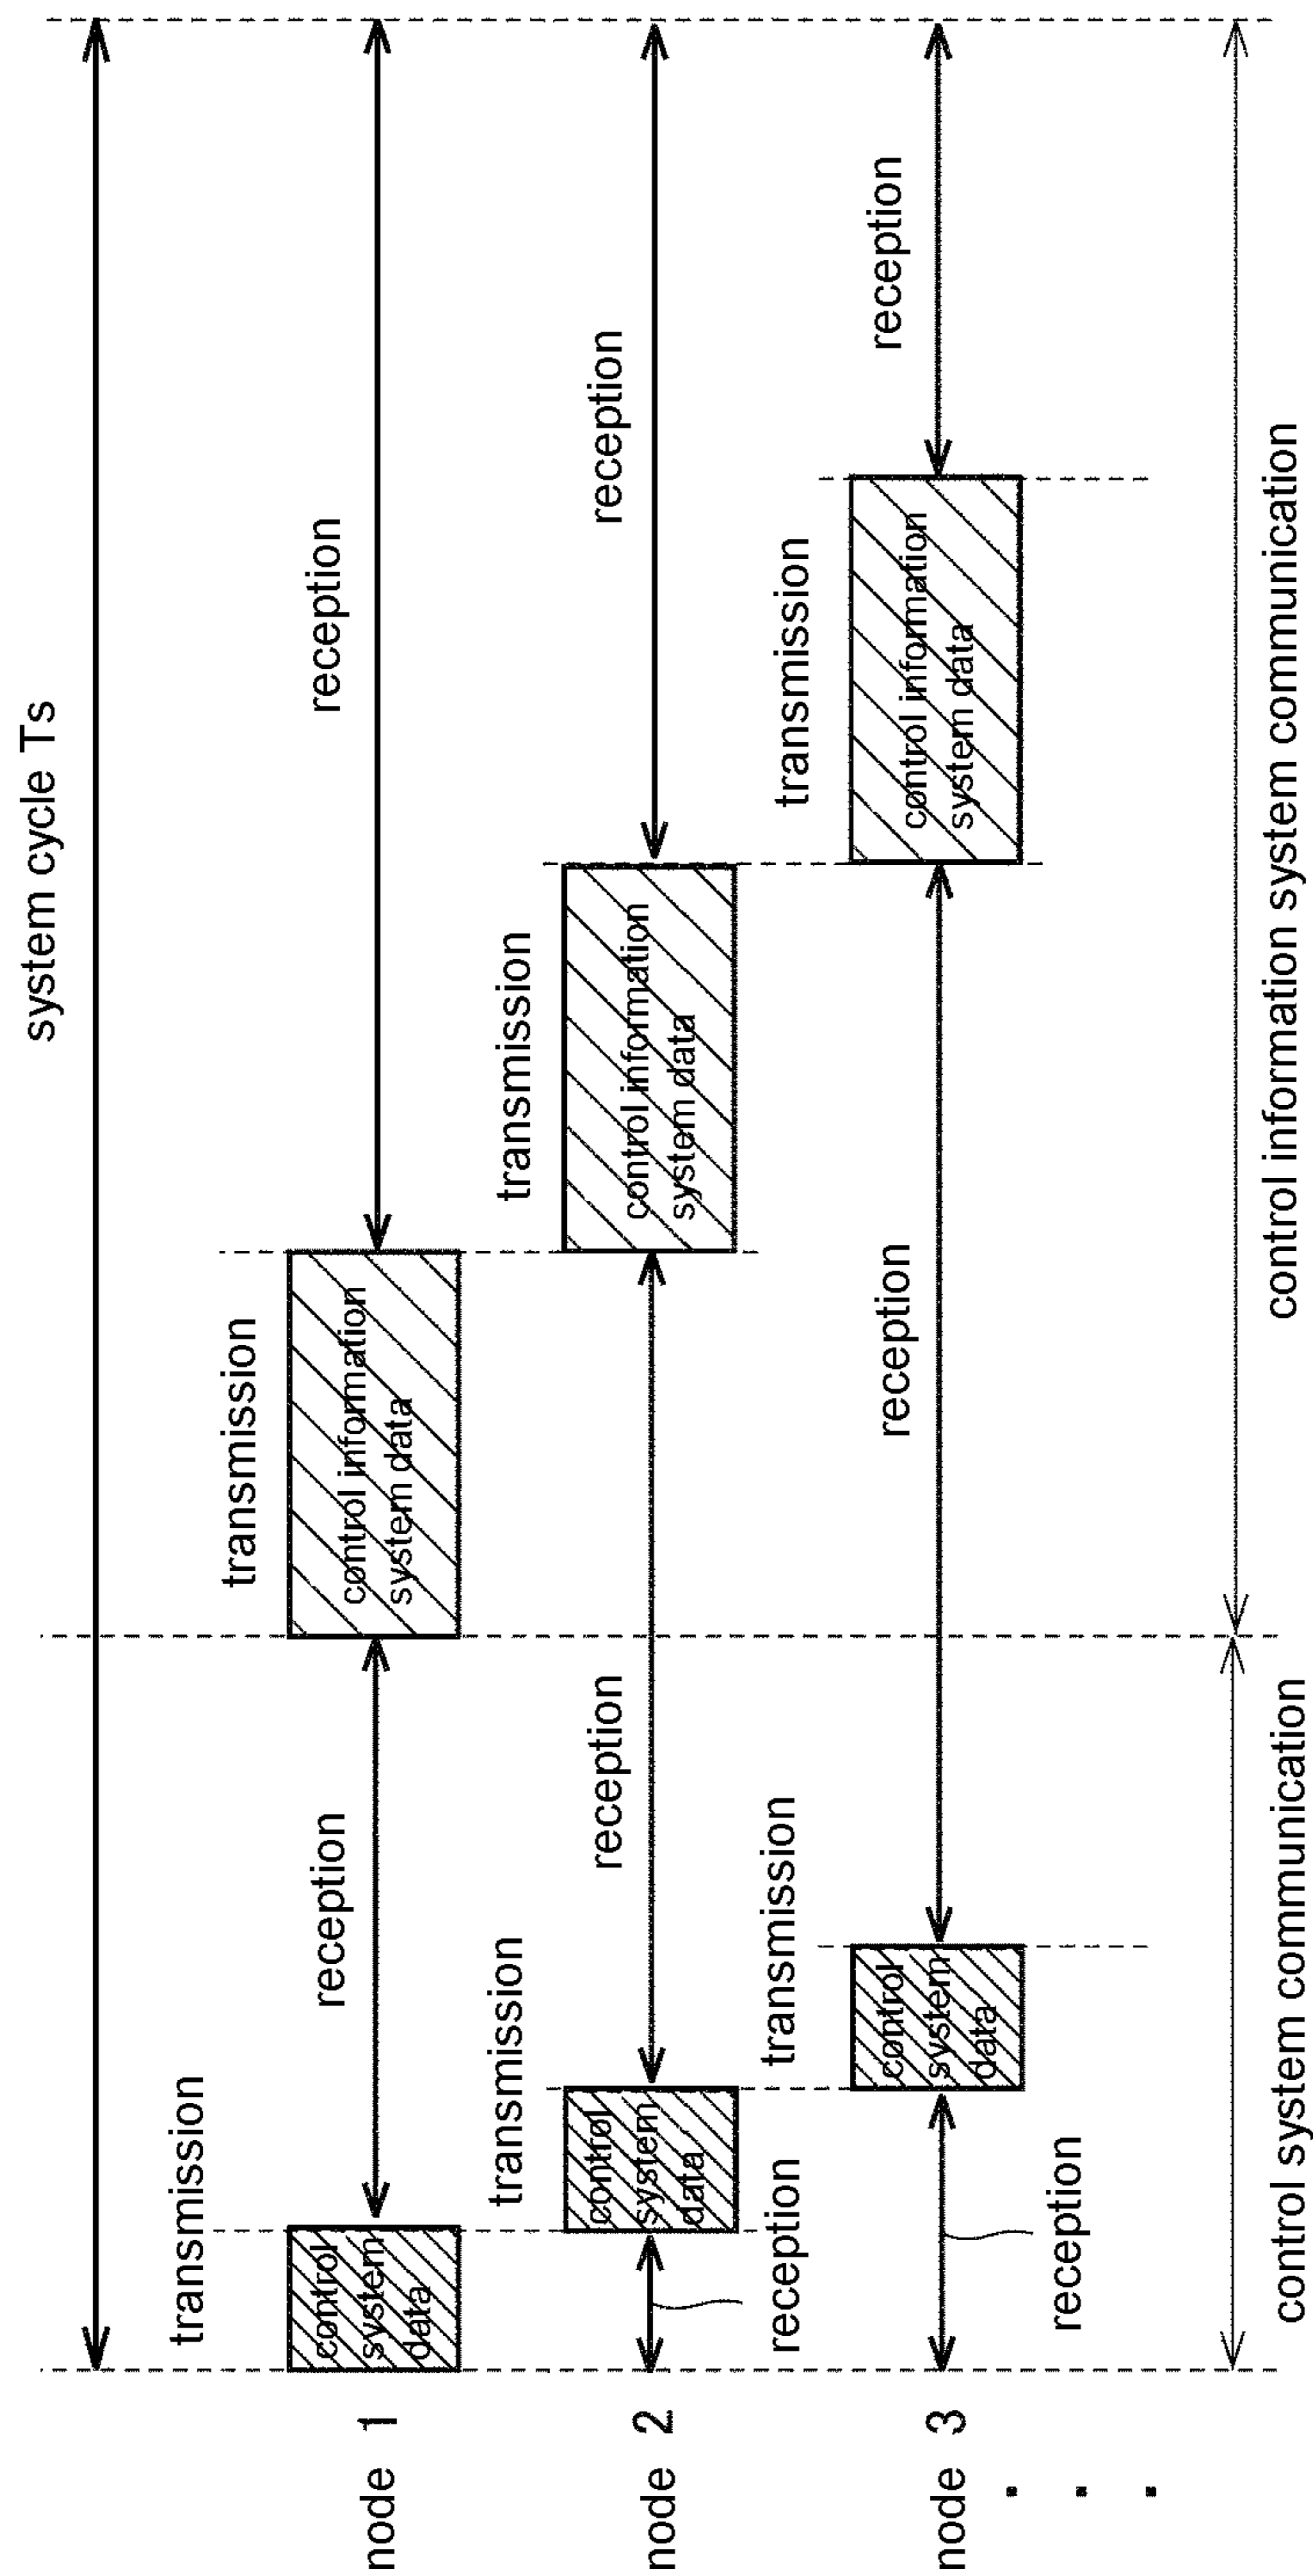 system cycle Ts
transmission
transmission
reception
reception
node 1
control
system
data
control information
system data
transmission
transmission
reception
reception
node 2
control
system
data
control information
system data
reception
transmission
transmission
reception
reception
node 3
control
system
data
control information
system data
reception
control system communication
control information system communication